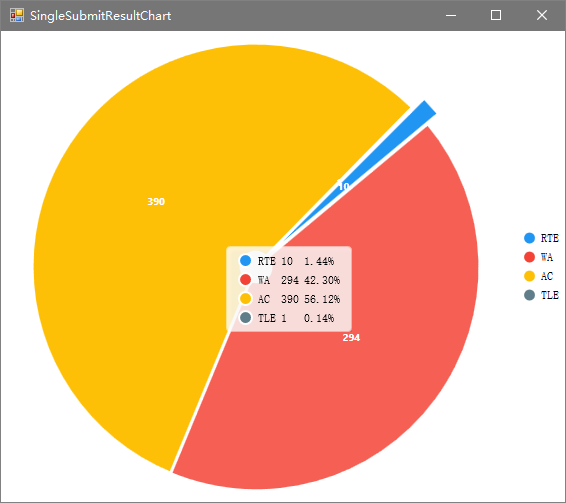 SingleSubmitResultChart
390
10
RTE 10 1.44%
WA 294 42.30%
AC 390 56.12%
TLE 1 0.14%
294
RTE
WA
AC
TLE